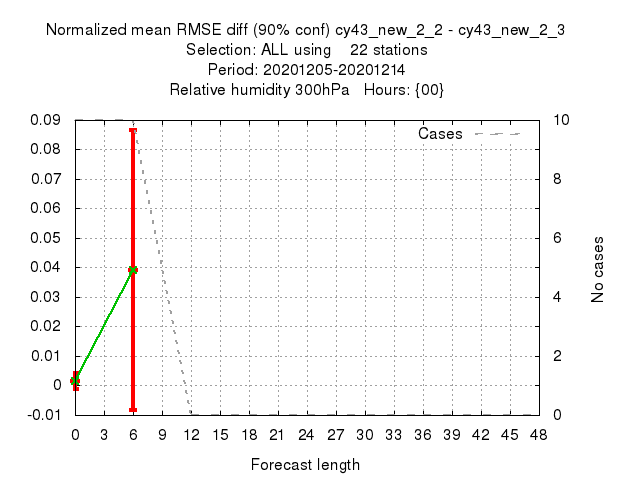 Normalized mean RMSE diff (90% conf) cy43_new_2_2 - cy43_new_2_3
Selection: ALL using    22 stations
Period: 20201205-20201214
Relative humidity 300hPa   Hours: {00}
Cases
0.09
0.08
0.07
0.06
0.05
0.04
0.03
0.02
0.01
0
-0.01
10
8
6
4
2
0
No cases
0 3 6 9 12 15 18 21 24 27 30 33 36 39 42 45 48
Forecast length